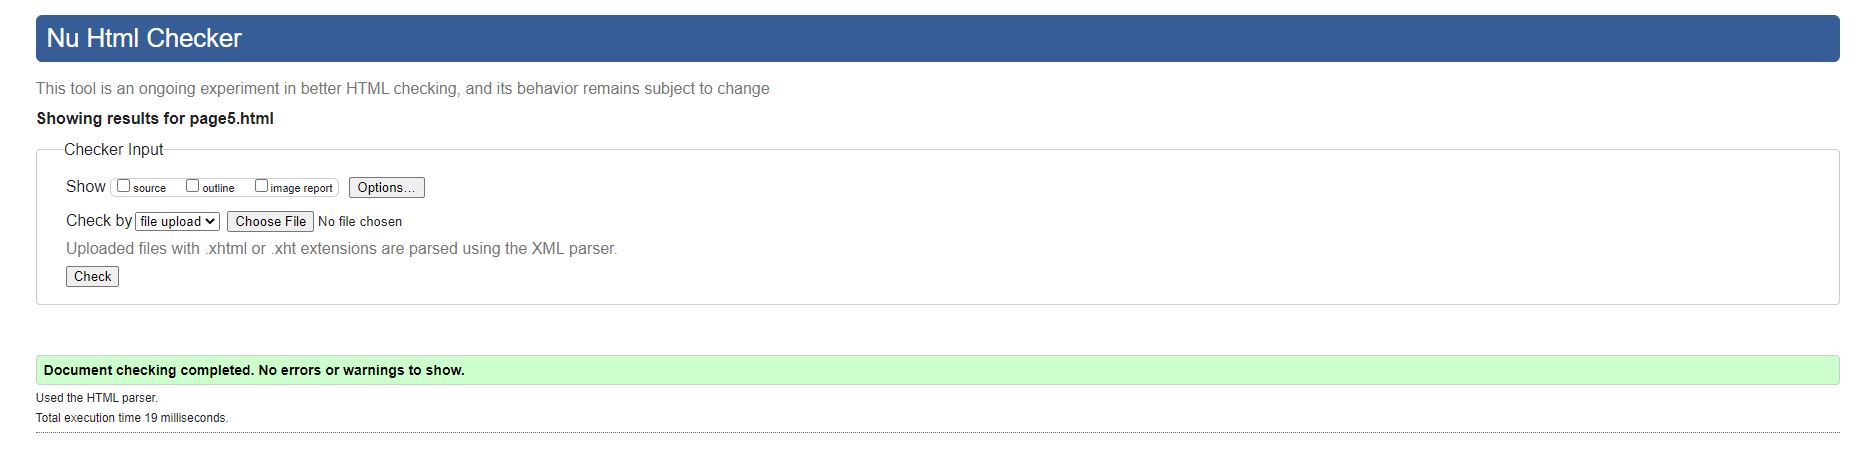 Nu Html Checker
This tool is an ongoing experiment in better HTML checking, and its behavior remains subject to change
Showing results for page5.html
Checker Input
Show source outline image report Options...
Check by file upload Choose File No file chosen
Uploaded files with .xhtml or .xht extensions are parsed using the XML parser.
Check
Document checking completed. No errors or warnings to show.
Used the HTML parser.
Total execution time 19 milliseconds.